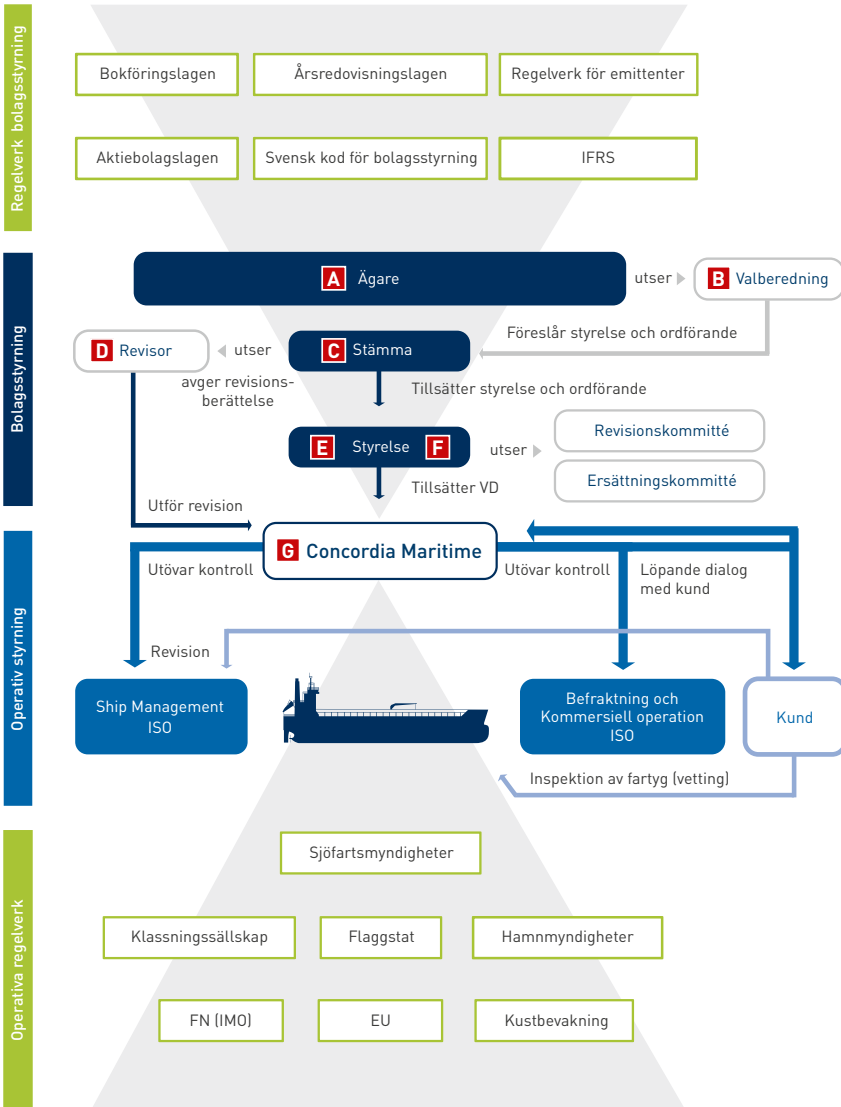 Regelverk bolagsstyrning
Bokföringslagen
Årsredovisningslagen
Regelverk för emittenter
Aktiebolagslagen
Svensk kod för bolagsstyrning
IFRS
Bolagsstyrning
A Ägare
utser
B Valberedning
Föreslår styrelse och ordförande
D Revisor
utser
C Stämma
avger revisions-
berättelse
Tillsätter styrelse och ordförande
E Styrelse F
utser
Revisionskommitté
Ersättningskommitté
Tillsätter VD
Utför revision
Operativ styrning
G Concordia Maritime
Utövar kontroll
Utövar kontroll
Löpande dialog
med kund
Revision
Ship Management
ISO
Befraktning och
Kommersiell operation
ISO
Kund
Inspektion av fartyg (vetting)
Operativa regelverk
Sjöfartsmyndigheter
Klassningssällskap
Flaggstat
Hamnmyndigheter
FN (IMO)
EU
Kustbevakning